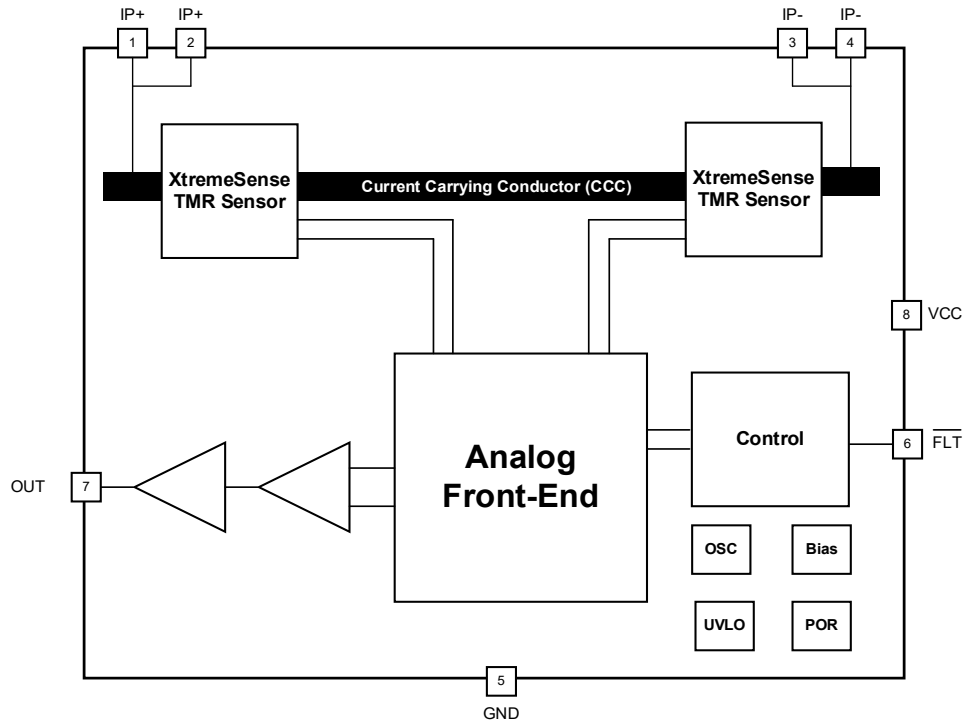 IP+ IP+ IP- IP-
1 2 3 4
XtremeSense
TMR Sensor
Current Carrying Conductor (CCC)
XtremeSense
TMR Sensor
8 VCC
Analog
Front-End
Control
6 FLT
OUT 7
OSC Bias
UVLO POR
5
GND